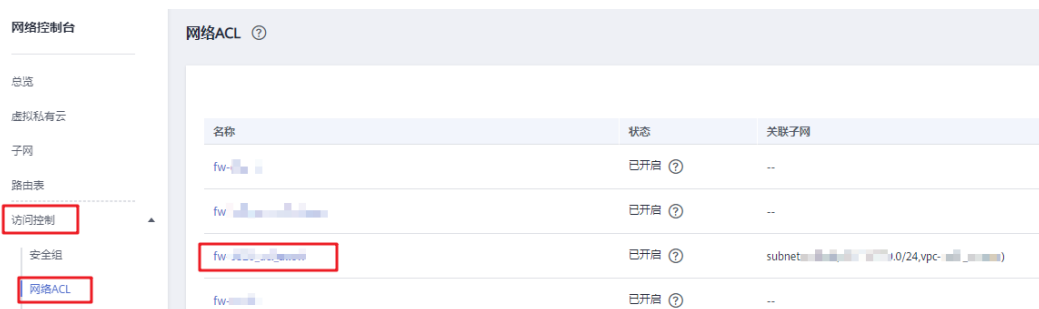 网络控制台
网络ACL
总览
虚拟私有云
子网
路由表
访问控制
安全组
网络ACL
名称 状态 关联子网
fw- 已开启 --
fw 已开启 --
fw 已开启 subnet 0.0/24,vpc- )
fw- 已开启 --